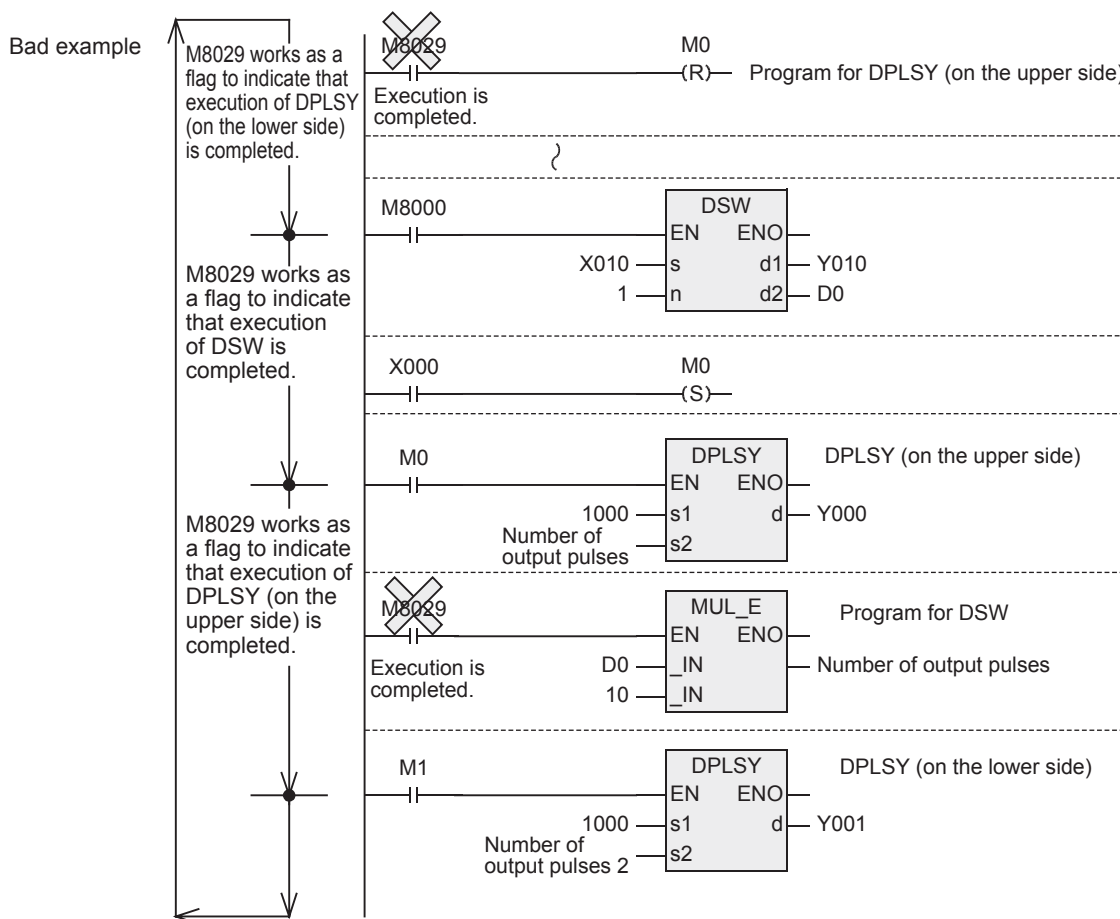 Bad example
M8029 works as a
flag to indicate that
execution of DPLSY
(on the lower side)
is completed.
M8029
M0
(R)
Program for DPLSY (on the upper side)
Execution is
completed.
M8000
DSW
EN ENO
X010 s d1 Y010
1 n d2 D0
M8029 works as
a flag to indicate
that execution
of DSW is
completed.
X000
M0
(S)
M0
DPLSY
DPLSY (on the upper side)
EN ENO
1000 s1 d Y000
Number of
output pulses
s2
M8029 works as
a flag to indicate
that execution of
DPLSY (on the
upper side) is
completed.
M8029
MUL_E
Program for DSW
EN ENO
Execution is
completed.
D0 _IN Number of output pulses
10 _IN
M1
DPLSY
DPLSY (on the lower side)
EN ENO
1000 s1 d Y001
Number of
output pulses 2
s2